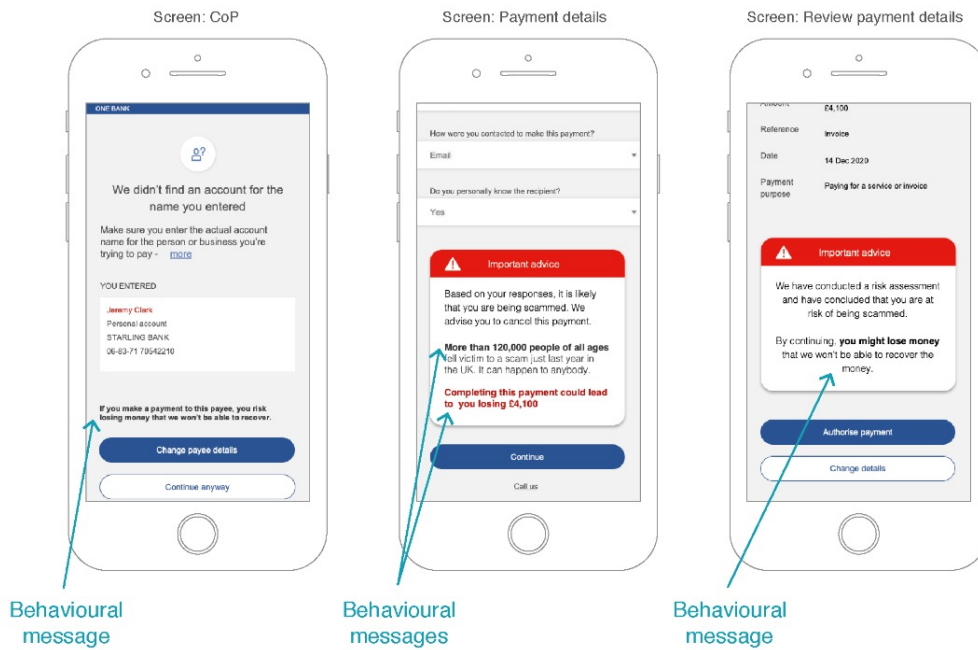 Screen: CoP
ONE BANK
We didn't find an account for the
name you entered
Make sure you enter the actual account
name for the person or business you're
trying to pay - more
YOU ENTERED
Jeremy Clark
Personal account
STARLING BANK
06-83-71 70542210
If you make a payment to this payee, you risk
losing money that we won't be able to recover.
Change payee details
Continue anyway
Behavioural
message
Screen: Payment details
How were you contacted to make this payment?
Email
Do you personally know the recipient?
Yes
Important advice
Based on your responses, it is likely
that you are being scammed. We
advise you to cancel this payment.
More than 120,000 people of all ages
fell victim to a scam just last year in
the UK. It can happen to anybody.
Completing this payment could lead
to you losing £4,100
Continue
Call us
Behavioural
messages
Screen: Review payment details
Amount £4,100
Reference Invoice
Date 14 Dec 2020
Payment
purpose Paying for a service or invoice
Important advice
We have conducted a risk assessment
and have concluded that you are at
risk of being scammed.
By continuing, you might lose money
that we won't be able to recover the
money.
Authorise payment
Change details
Behavioural
message